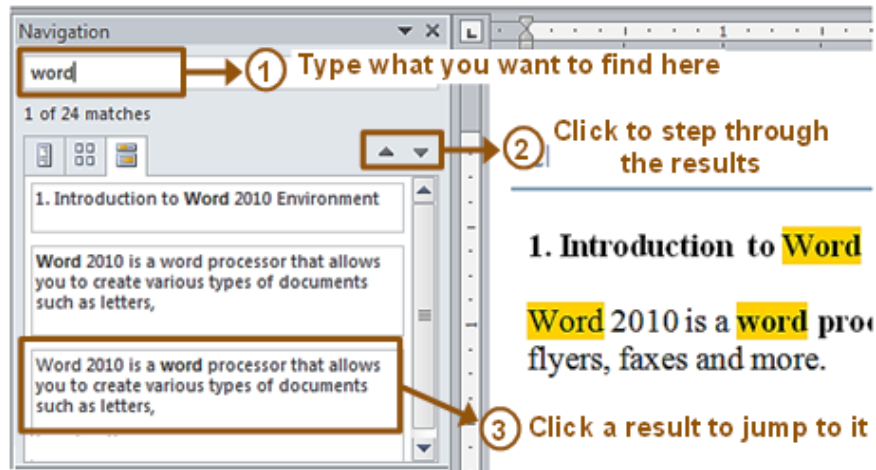 Navigation
word
1 Type what you want to find here
1 of 24 matches
2 Click to step through
the results
1. Introduction to Word 2010 Environment
Word 2010 is a word processor that allows
you to create various types of documents
such as letters,
Word 2010 is a word processor that allows
you to create various types of documents
such as letters,
3 Click a result to jump to it
L
1
1. Introduction to Word
Word 2010 is a word proc
flyers, faxes and more.